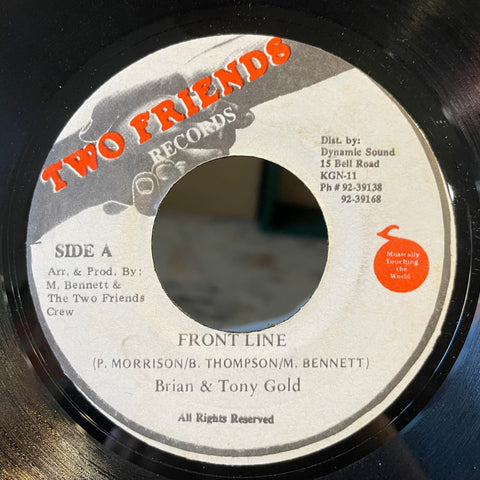 TWO FRIENDS
RECORDS
Dist. by:
Dynamic Sound
15 Bell Road
KGN-11
Ph # 92-39138
92-39168
SIDE A
Arr. & Prod. By:
M. Bennett &
The Two Friends
Crew
Musically
Touching
the
World
FRONT LINE
(P. MORRISON/B. THOMPSON/M. BENNETT)
Brian & Tony Gold
All Rights Reserved